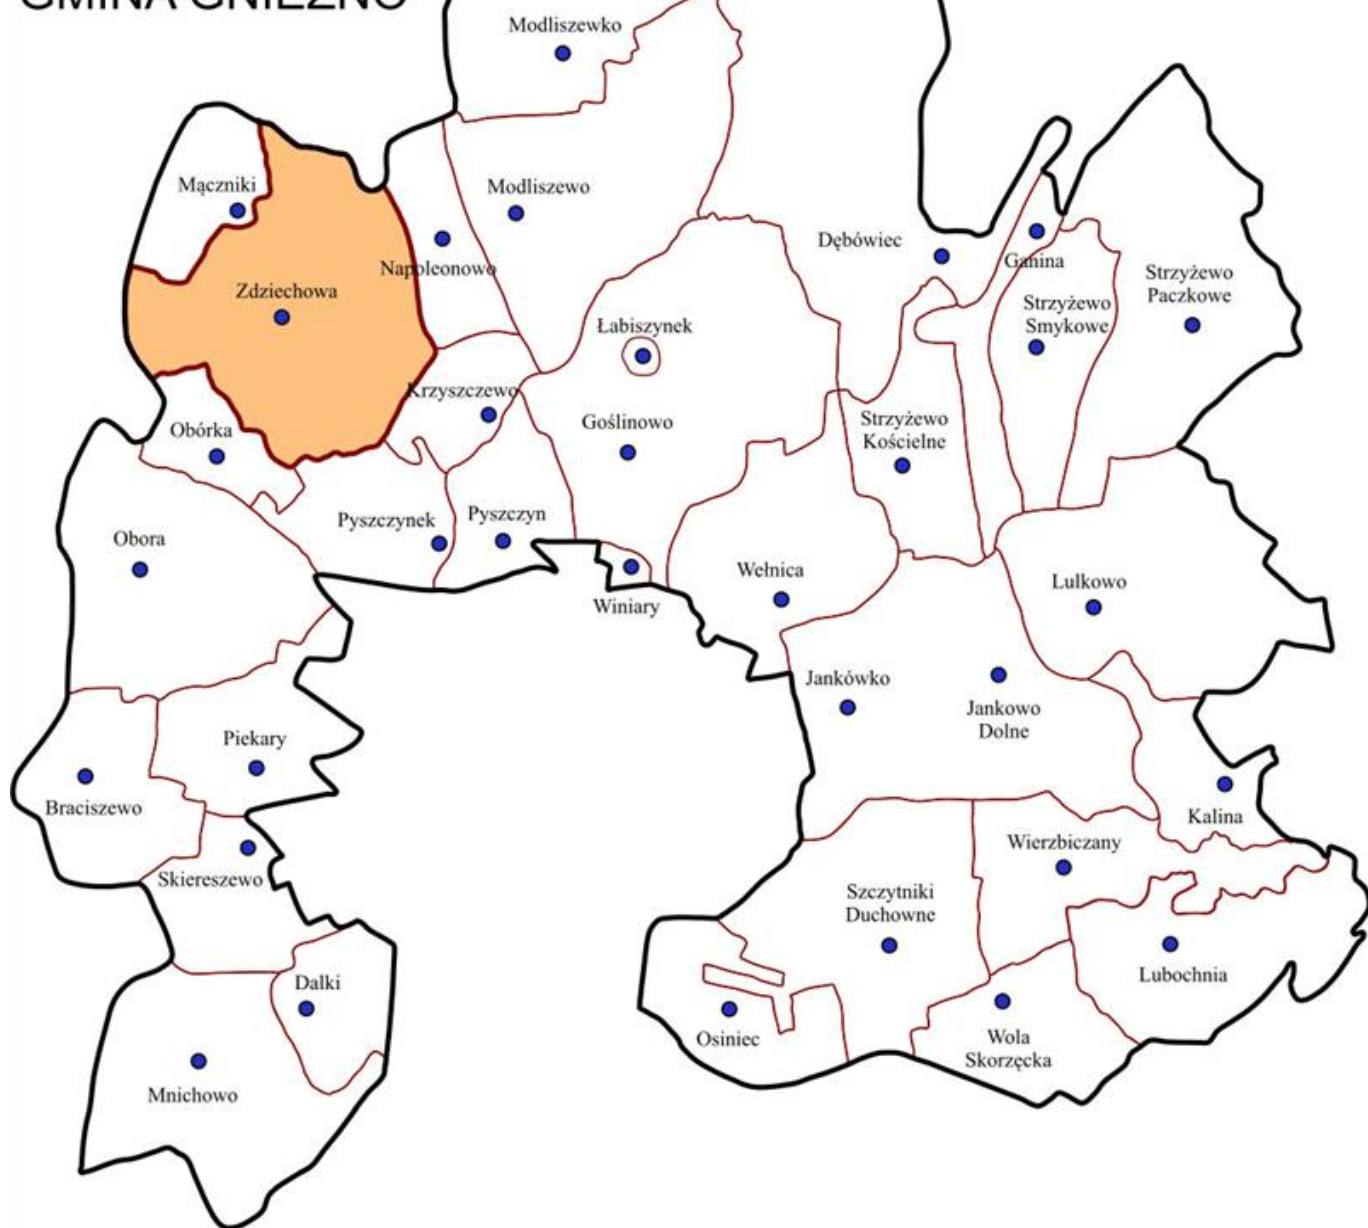 GMINA GNIEZNO
Modliszewko
Mączniki
Modliszewo
Dębówiec
Napoleonowo
Ganina
Strzyżewo
Paczkowe
Zdziechowa
Strzyżewo
Smykowe
Łabiszynek
Krzyszczewo
Goślinowo
Strzyżewo
Kościelne
Obórka
Pyszczynek
Pyszczyn
Obora
Wełnica
Lulkowo
Winiary
Jankówko
Jankowo
Dolne
Piekary
Braciszewo
Kalina
Wierzbiczany
Skiereszewo
Szczytniki
Duchowne
Lubochnia
Dalki
Osiniec
Wola
Skorzęcka
Mnichowo